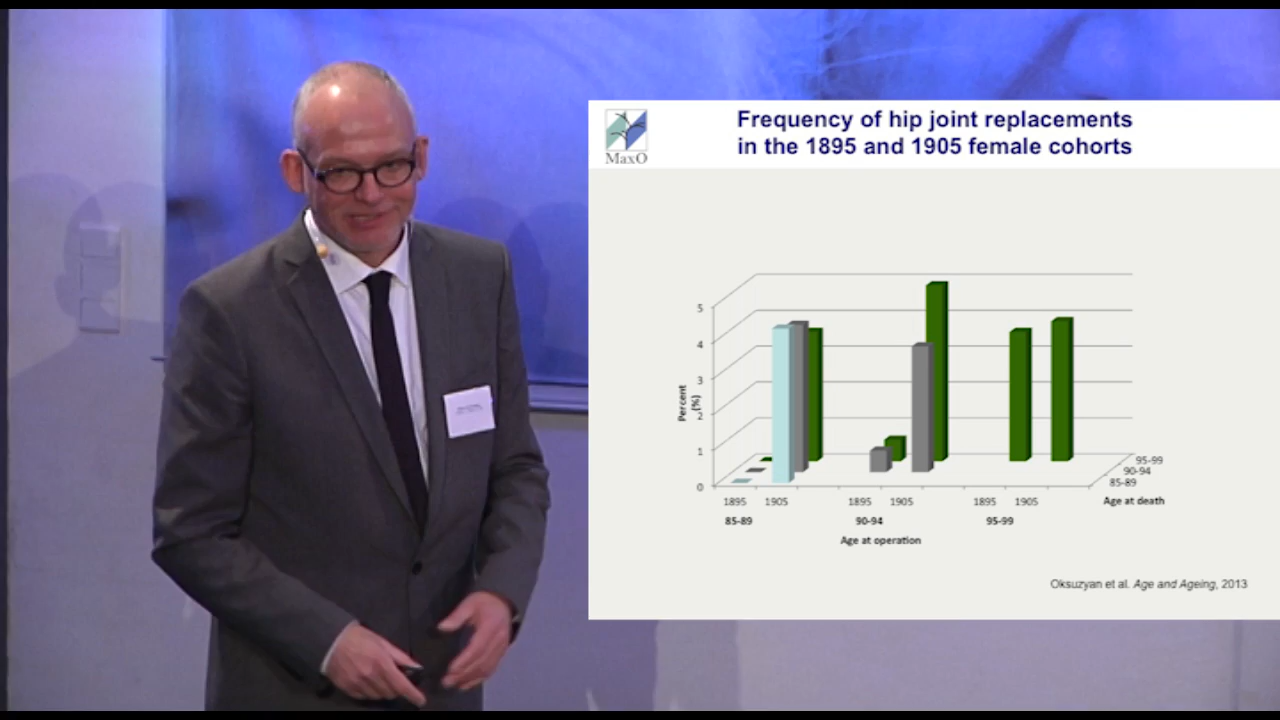 MaxO
Frequency of hip joint replacements
in the 1895 and 1905 female cohorts
Percent
(%)
5
4
3
2
1
0
1895 1905 1895 1905 1895 1905
85-89 90-94 95-99
Age at operation
95-99
90-94
85-89
Age at death
Oksuzyan et al. Age and Ageing, 2013